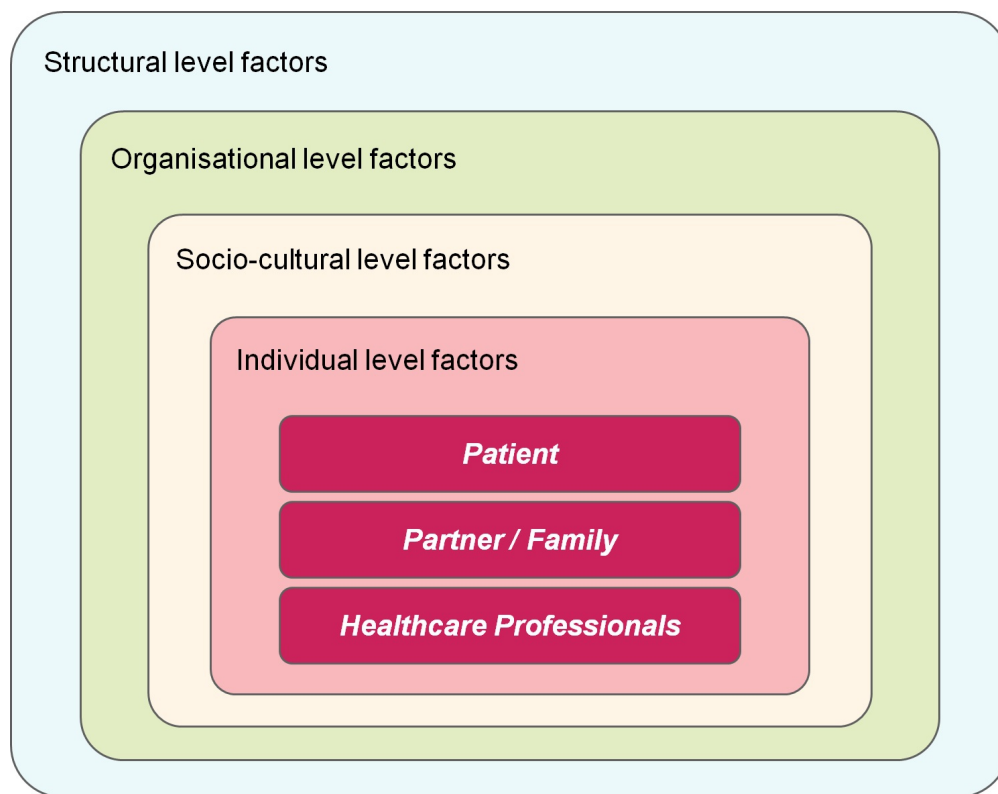 Structural level factors
Organisational level factors
Socio-cultural level factors
Individual level factors
Patient
Partner / Family
Healthcare Professionals